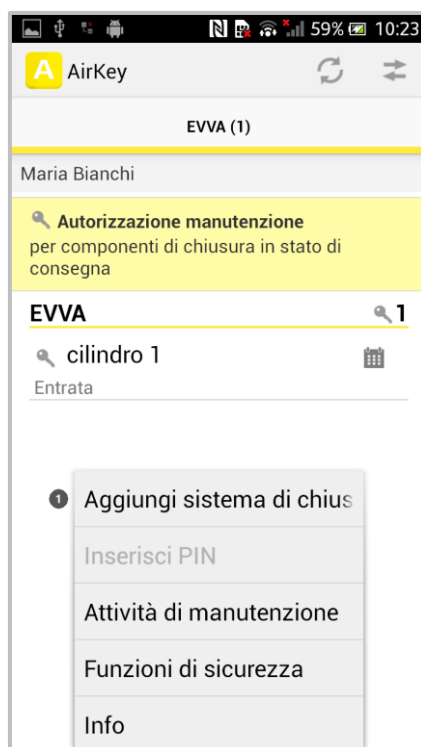 59% 10:23
A AirKey
EVVA (1)
Maria Bianchi
Autorizzazione manutenzione
per componenti di chiusura in stato di
consegna
EVVA 1
cilindro 1
Entrata
1 Aggiungi sistema di chius
Inserisci PIN
Attività di manutenzione
Funzioni di sicurezza
Info